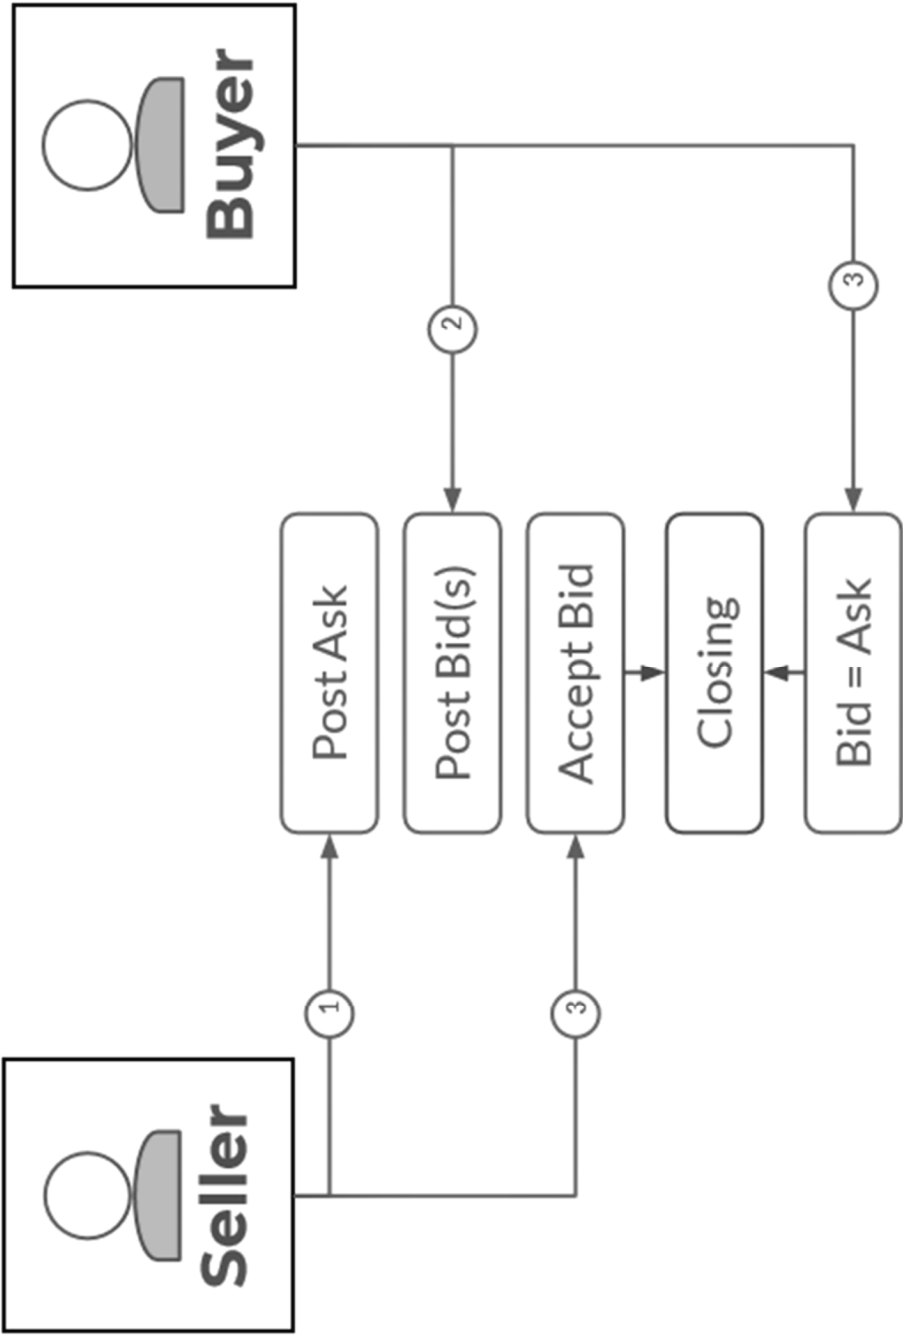 Seller
Buyer
1
Post Ask
Post Bid(s)
2
3
Accept Bid
Closing
Bid = Ask
3